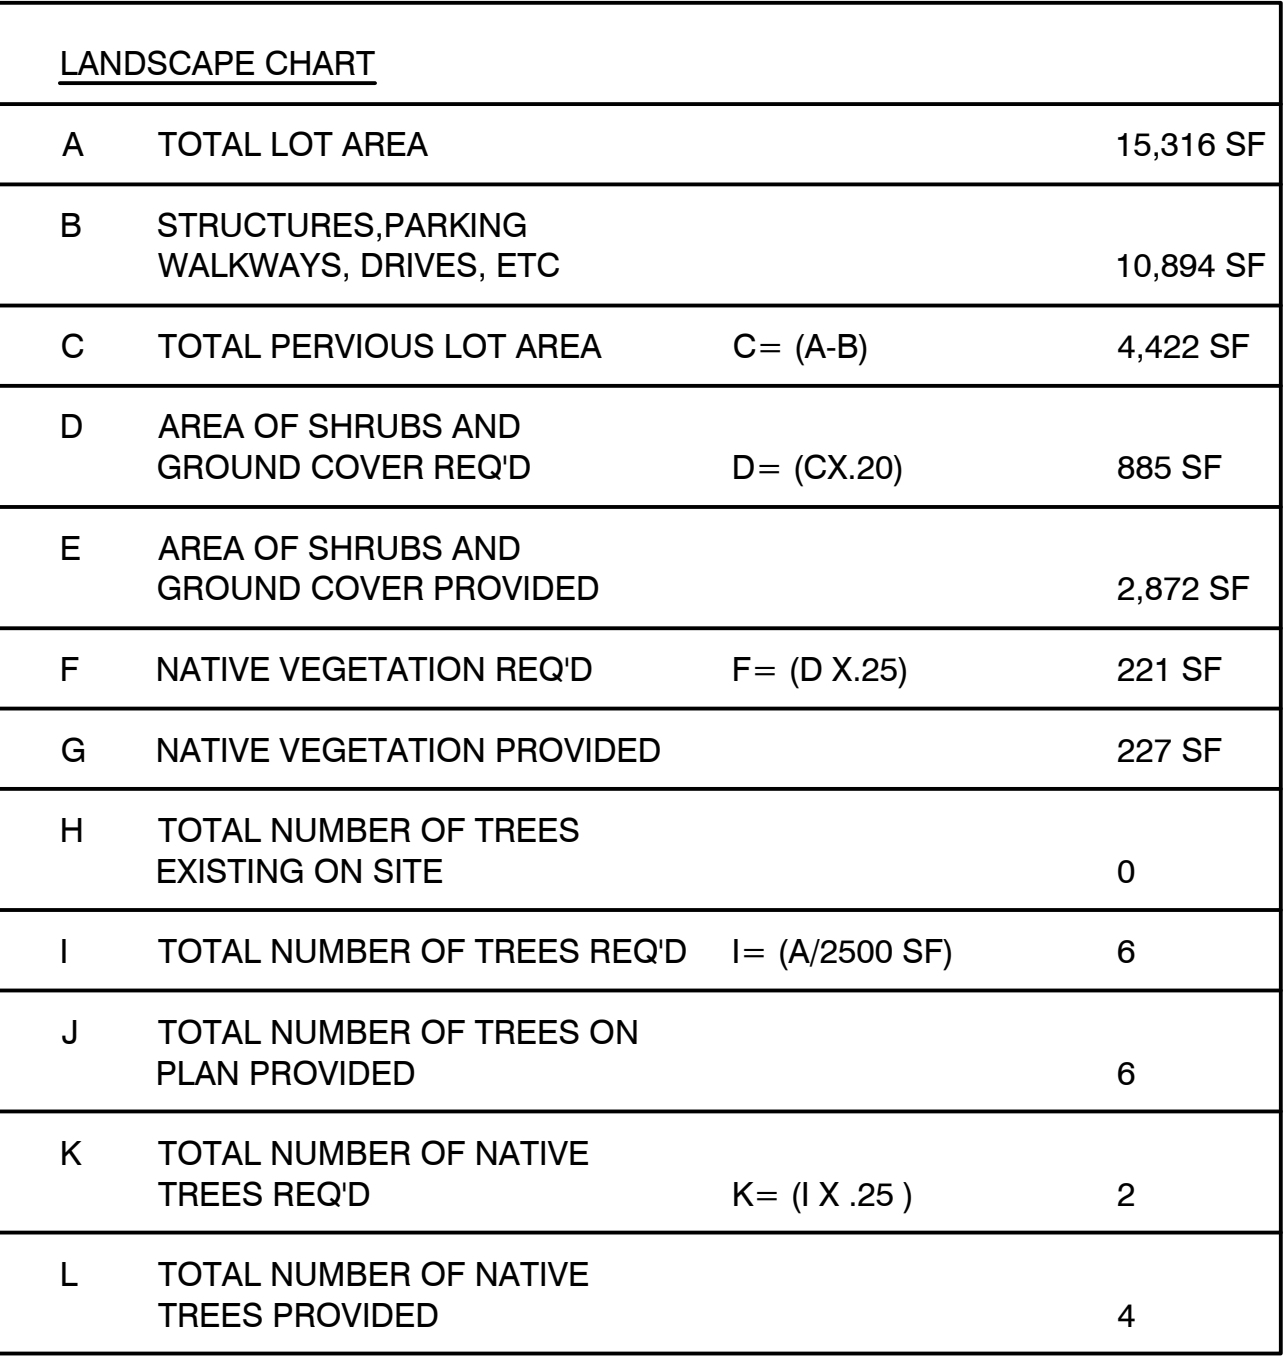 LANDSCAPE CHART
A TOTAL LOT AREA 15,316 SF
B STRUCTURES,PARKING
WALKWAYS, DRIVES, ETC 10,894 SF
C TOTAL PERVIOUS LOT AREA C= (A-B) 4,422 SF
D AREA OF SHRUBS AND
GROUND COVER REQ'D D= (CX.20) 885 SF
E AREA OF SHRUBS AND
GROUND COVER PROVIDED 2,872 SF
F NATIVE VEGETATION REQ'D F= (D X.25) 221 SF
G NATIVE VEGETATION PROVIDED 227 SF
H TOTAL NUMBER OF TREES
EXISTING ON SITE 0
I TOTAL NUMBER OF TREES REQ'D I= (A/2500 SF) 6
J TOTAL NUMBER OF TREES ON
PLAN PROVIDED 6
K TOTAL NUMBER OF NATIVE
TREES REQ'D K= (I X .25 ) 2
L TOTAL NUMBER OF NATIVE
TREES PROVIDED 4